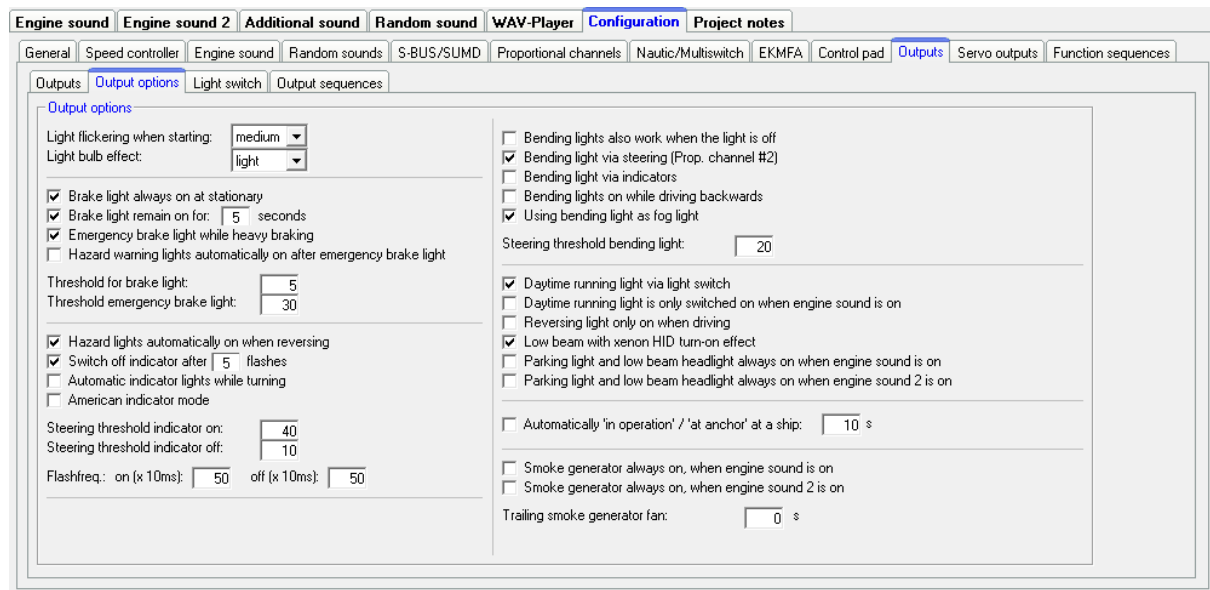 Engine sound Engine sound 2 Additional sound Random sound WAV-Player Configuration Project notes
General Speed controller Engine sound Random sounds S-BUS/SUMD Proportional channels Nautic/Multiswitch EKMFA Control pad Outputs Servo outputs Function sequences
Outputs Output options Light switch Output sequences
Output options
Light flickering when starting: medium
Light bulb effect: light
Brake light always on at stationary
Brake light remain on for: 5 seconds
Emergency brake light while heavy braking
Hazard warning lights automatically on after emergency brake light
Threshold for brake light: 5
Threshold emergency brake light: 30
Hazard lights automatically on when reversing
Switch off indicator after 5 flashes
Automatic indicator lights while turning
American indicator mode
Steering threshold indicator on: 40
Steering threshold indicator off: 10
Flashfreq.: on (x 10ms): 50 off (x 10ms): 50
Bending lights also work when the light is off
Bending light via steering (Prop. channel #2)
Bending light via indicators
Bending lights on while driving backwards
Using bending light as fog light
Steering threshold bending light: 20
Daytime running light via light switch
Daytime running light is only switched on when engine sound is on
Reversing light only on when driving
Low beam with xenon HID turn-on effect
Parking light and low beam headlight always on when engine sound is on
Parking light and low beam headlight always on when engine sound 2 is on
Automatically 'in operation' / 'at anchor' at a ship: 10 s
Smoke generator always on, when engine sound is on
Smoke generator always on, when engine sound 2 is on
Trailing smoke generator fan: 0 s